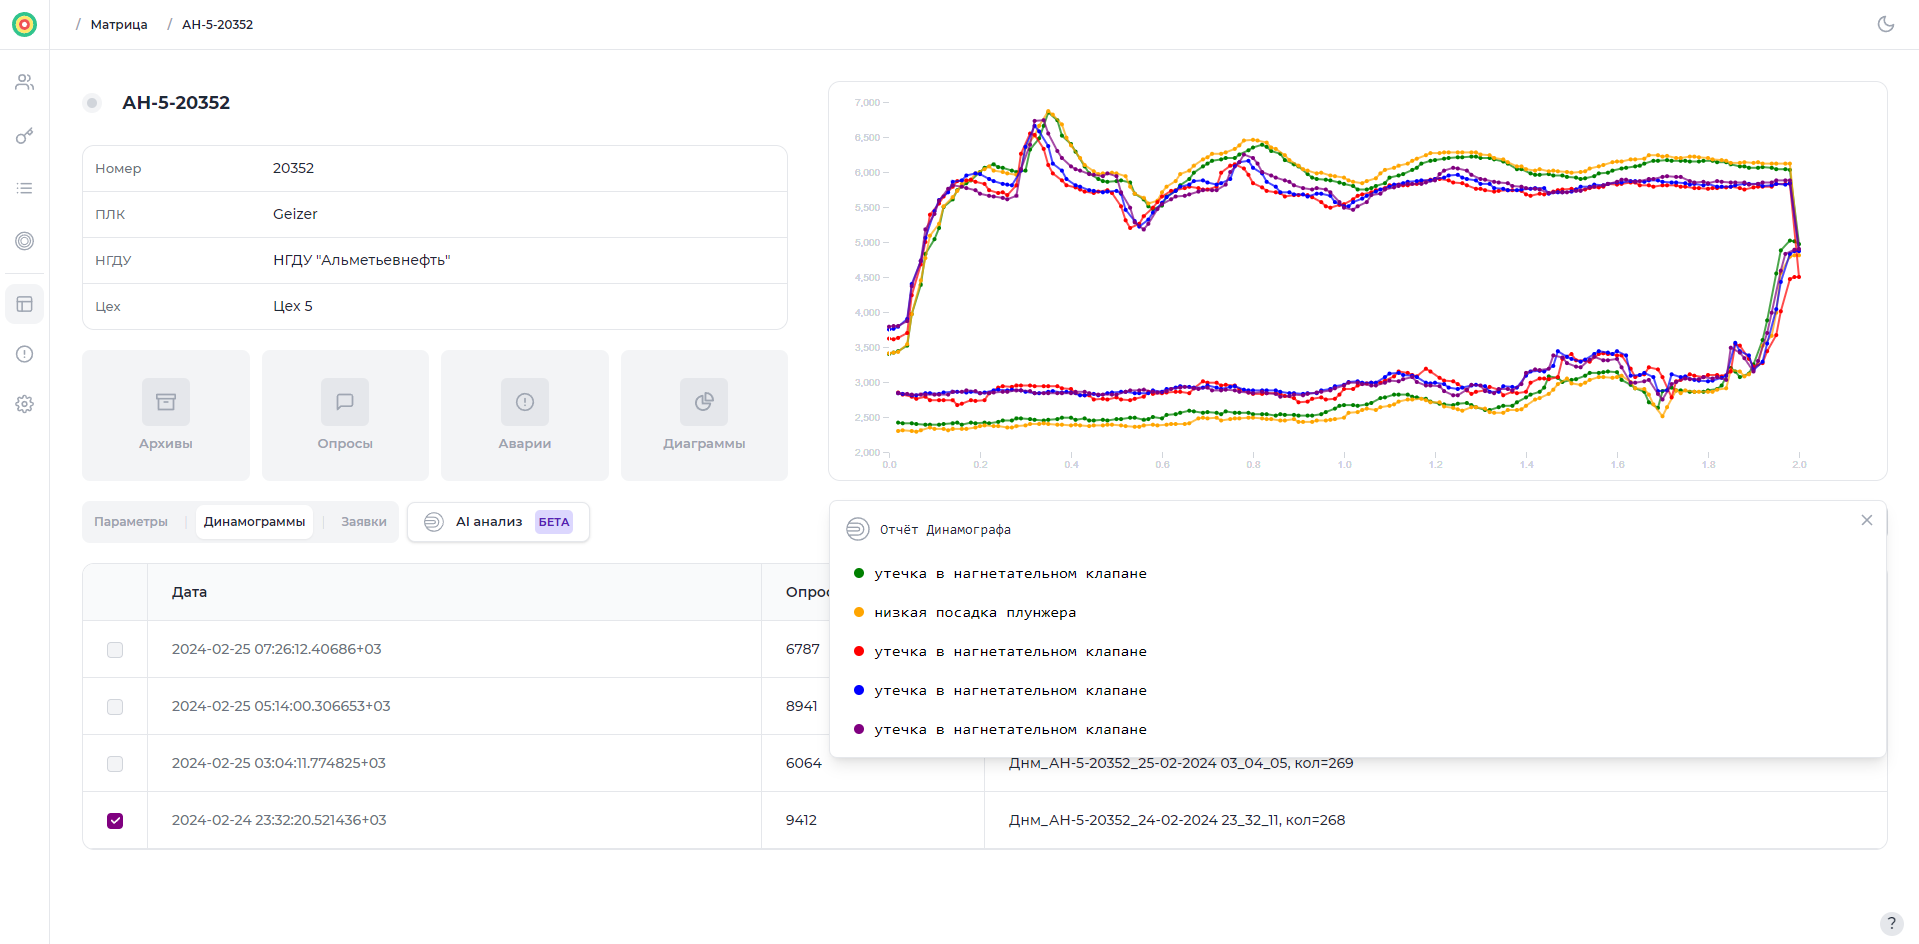 / Матрица / АН-5-20352
АН-5-20352
Номер 20352
ПЛК Geizer
НГДУ НГДУ "Альметьевнефть"
Цех Цех 5
Архивы Опросы Аварии Диаграммы
7,000
6,500
6,000
5,500
5,000
4,500
4,000
3,500
3,000
2,500
2,000
0.0 0.2 0.4 0.6 0.8 1.0 1.2 1.4 1.6 1.8 2.0
Параметры Динамограммы Заявки AI анализ БЕТА
Отчёт Динамографа
утечка в нагнетательном клапане
низкая посадка плунжера
утечка в нагнетательном клапане
утечка в нагнетательном клапане
утечка в нагнетательном клапане
Дата Опрос
2024-02-25 07:26:12.40686+03 6787
2024-02-25 05:14:00.306653+03 8941
2024-02-25 03:04:11.774825+03 6064 Днм_АН-5-20352_25-02-2024 03_04_05, кол=269
2024-02-24 23:32:20.521436+03 9412 Днм_АН-5-20352_24-02-2024 23_32_11, кол=268
?